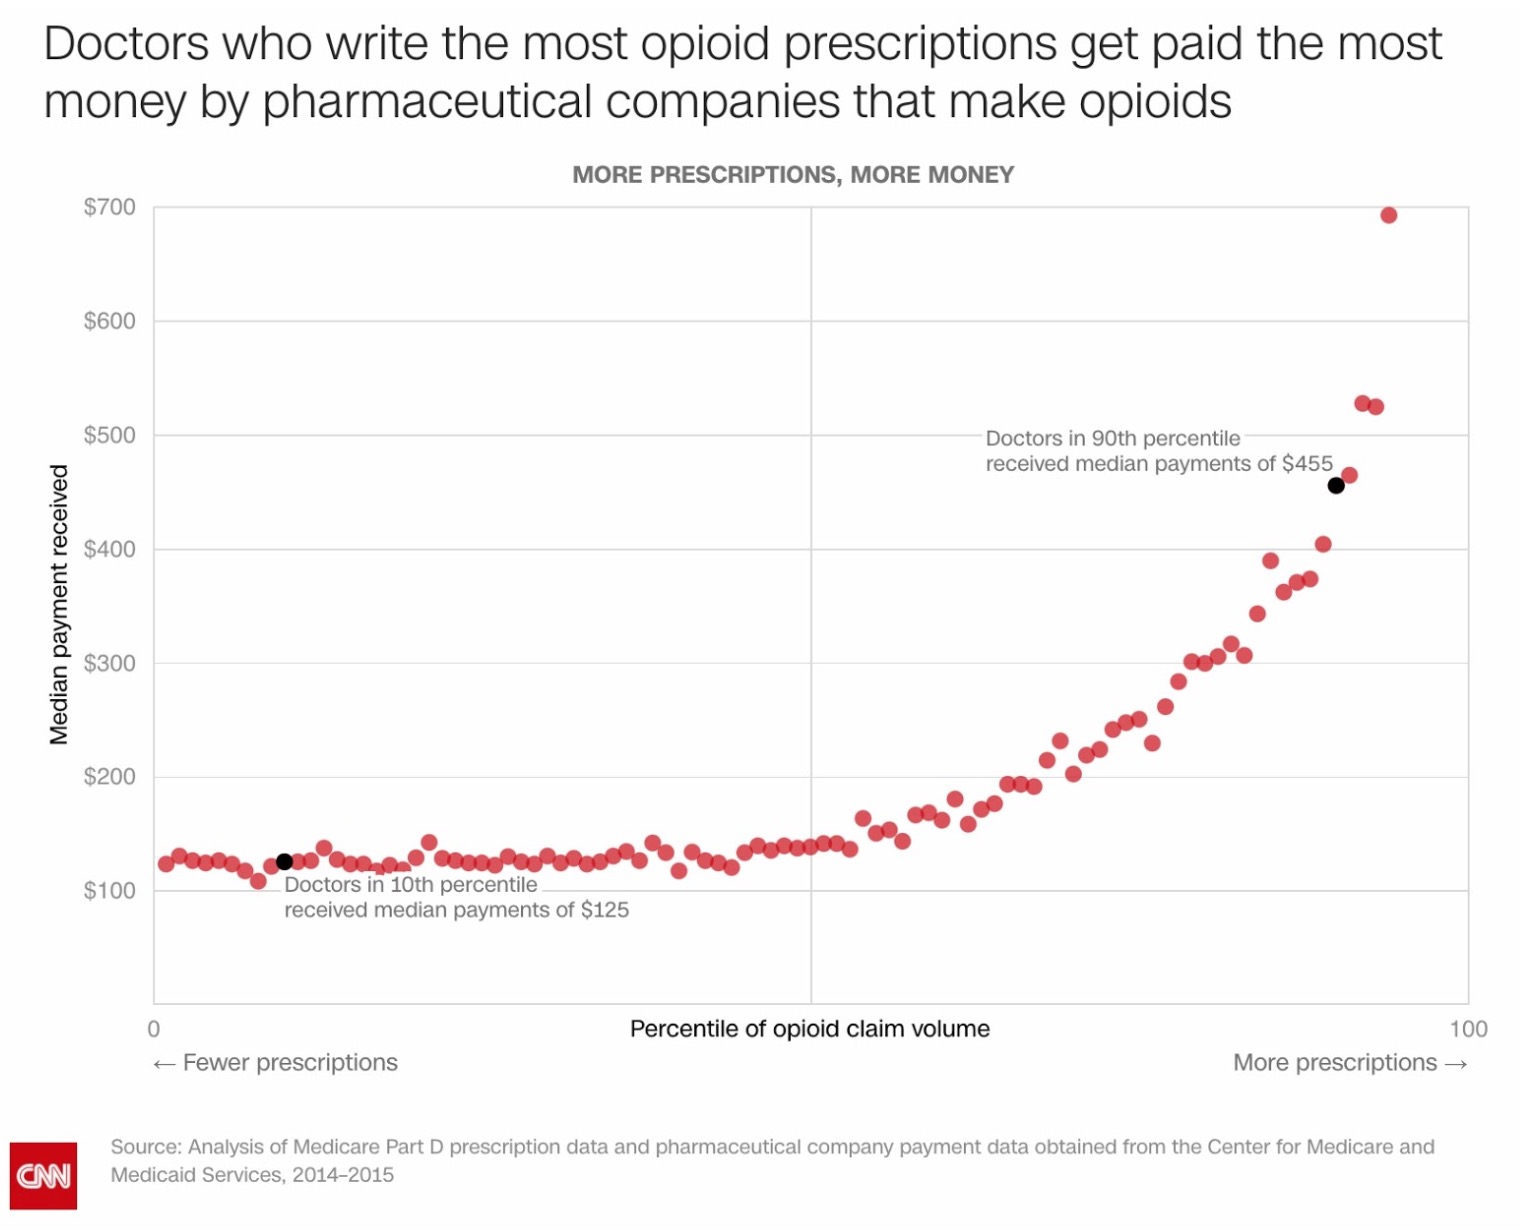 Doctors who write the most opioid prescriptions get paid the most
money by pharmaceutical companies that make opioids
MORE PRESCRIPTIONS, MORE MONEY
$700
$600
$500
$400
$300
$200
$100
Median payment received
Doctors in 90th percentile
received median payments of $455
Doctors in 10th percentile
received median payments of $125
0
Percentile of opioid claim volume
100
← Fewer prescriptions
More prescriptions →
CNN
Source: Analysis of Medicare Part D prescription data and pharmaceutical company payment data obtained from the Center for Medicare and
Medicaid Services, 2014–2015